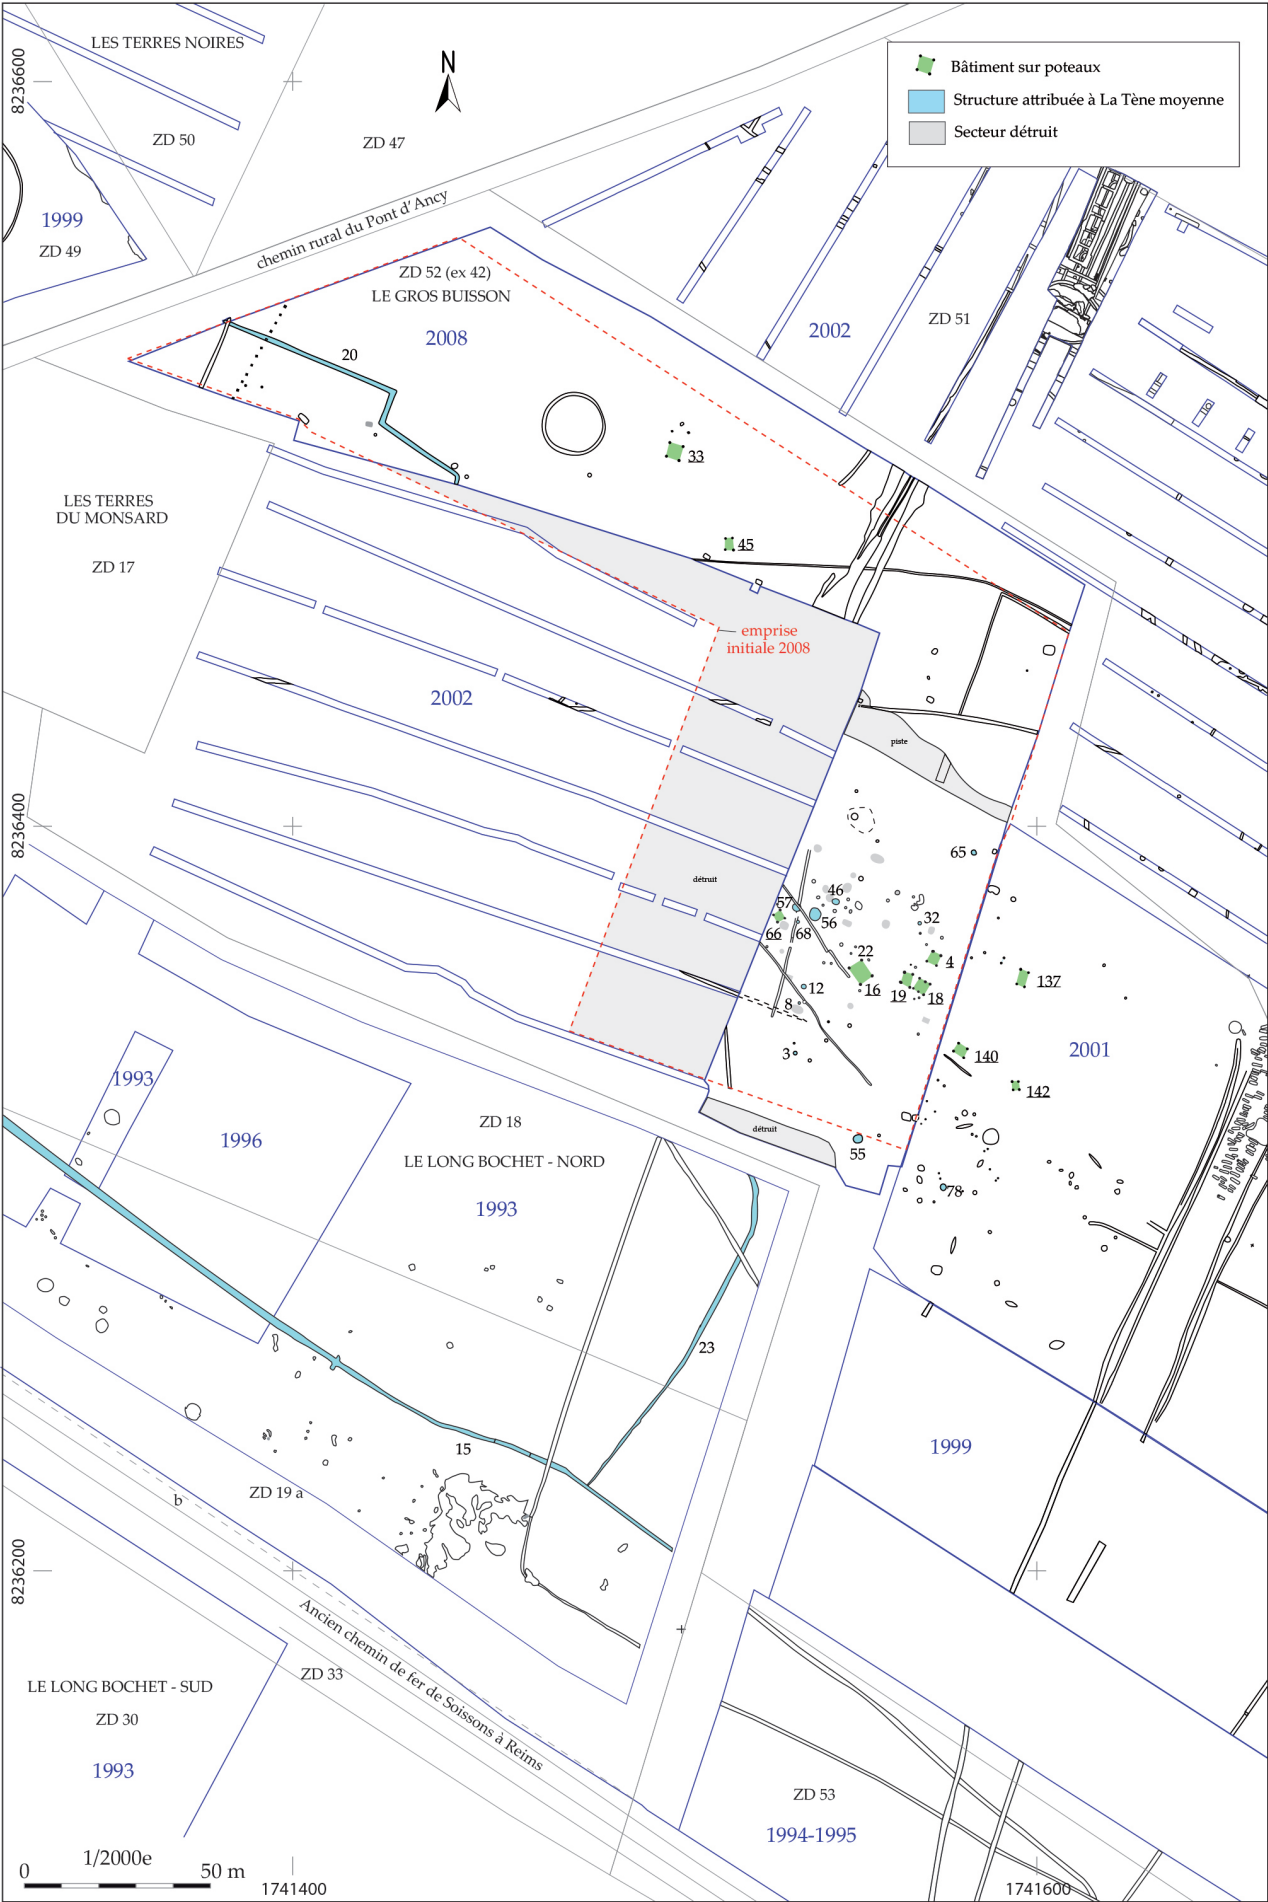 LES TERRES NOIRES
ZD 50
ZD 47
1999
ZD 49
N
Bâtiment sur poteaux
Structure attribuée à La Tène moyenne
Secteur détruit
8236600
chemin rural du Pont d'Ancy
ZD 52 (ex 42)
LE GROS BUISSON
2008
2002
ZD 51
20
33
45
LES TERRES
DU MONSARD
ZD 17
emprise
initiale 2008
2002
piste
8236400
détruit
65
46
57
56
32
66
68
22
4
16
19
18
137
12
8
3
140
2001
142
1993
1996
ZD 18
LE LONG BOCHET - NORD
1993
détruit
55
78
23
15
1999
ZD 19 a
b
8236200
Ancien chemin de fer de Soissons à Reims
ZD 33
LE LONG BOCHET - SUD
ZD 30
1993
ZD 53
1994-1995
1/2000e
0
50 m
1741400
1741600